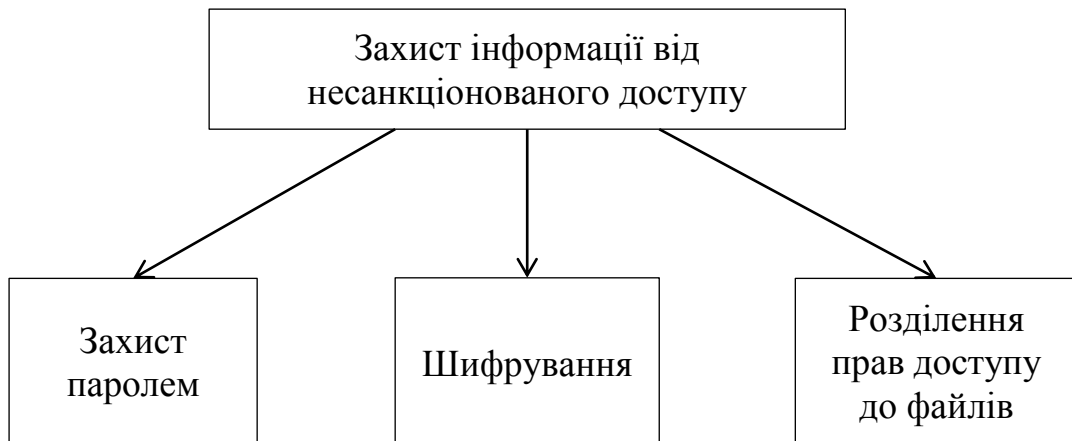 Захист інформації від
несанкціонованого доступу
Захист
паролем
Шифрування
Розділення
прав доступу
до файлів